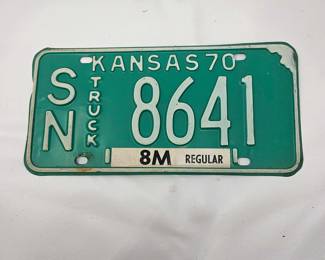 KANSAS 70
SN
TRUCK
8641
8M REGULAR